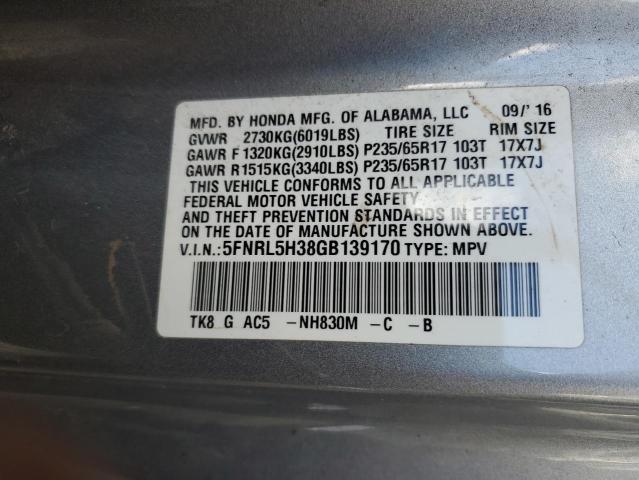 MFD. BY HONDA MFG. OF ALABAMA, LLC 09/' 16
GVWR 2730KG(6019LBS) TIRE SIZE RIM SIZE
GAWR F 1320KG(2910LBS) P235/65R17 103T 17X7J
GAWR R1515KG(3340LBS) P235/65R17 103T 17X7J
THIS VEHICLE CONFORMS TO ALL APPLICABLE
FEDERAL MOTOR VEHICLE SAFETY
AND THEFT PREVENTION STANDARDS IN EFFECT ON
THE DATE OF MANUFACTURE SHOWN ABOVE.
V.I.N.:5FNRL5H38GB139170 TYPE: MPV
TK8 G AC5 -NH830M -C -B